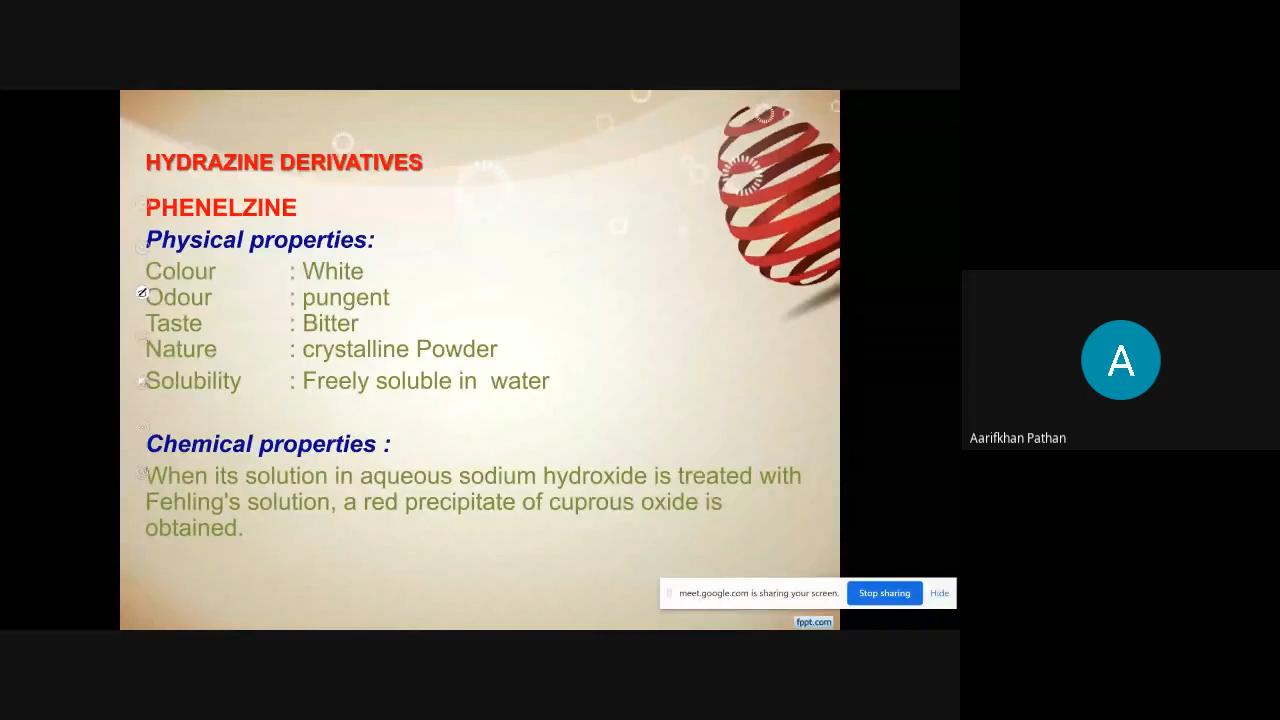 HYDRAZINE DERIVATIVES
PHENELZINE
Physical properties:
Colour : White
Odour : pungent
Taste : Bitter
Nature : crystalline Powder
Solubility : Freely soluble in water
Chemical properties :
When its solution in aqueous sodium hydroxide is treated with
Fehling's solution, a red precipitate of cuprous oxide is
obtained.
meet.google.com is sharing your screen.
Stop sharing
Hide
fppt.com
A
Aarifkhan Pathan